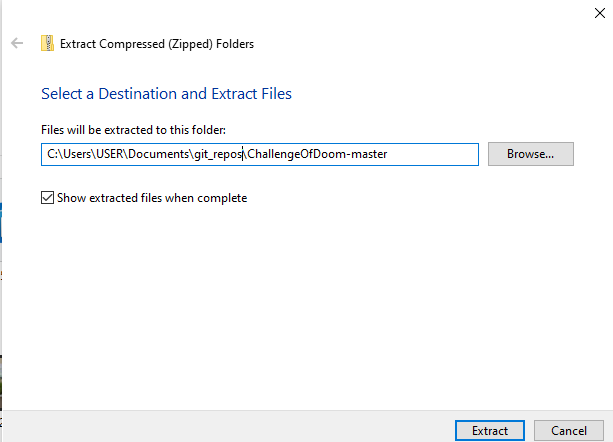 Extract Compressed (Zipped) Folders
Select a Destination and Extract Files
Files will be extracted to this folder:
C:\Users\USER\Documents\git_repos\ChallengeOfDoom-master
Browse...
Show extracted files when complete
Extract
Cancel